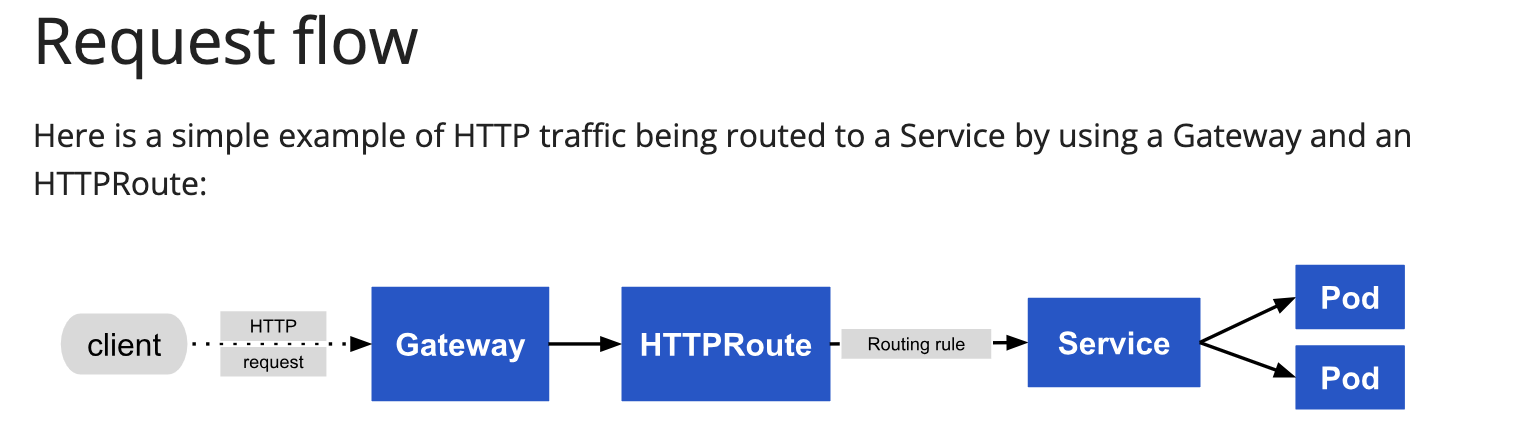 Request flow
Here is a simple example of HTTP traffic being routed to a Service by using a Gateway and an
HTTPRoute:
client
HTTP
request
Gateway
HTTPRoute
Routing rule
Service
Pod
Pod